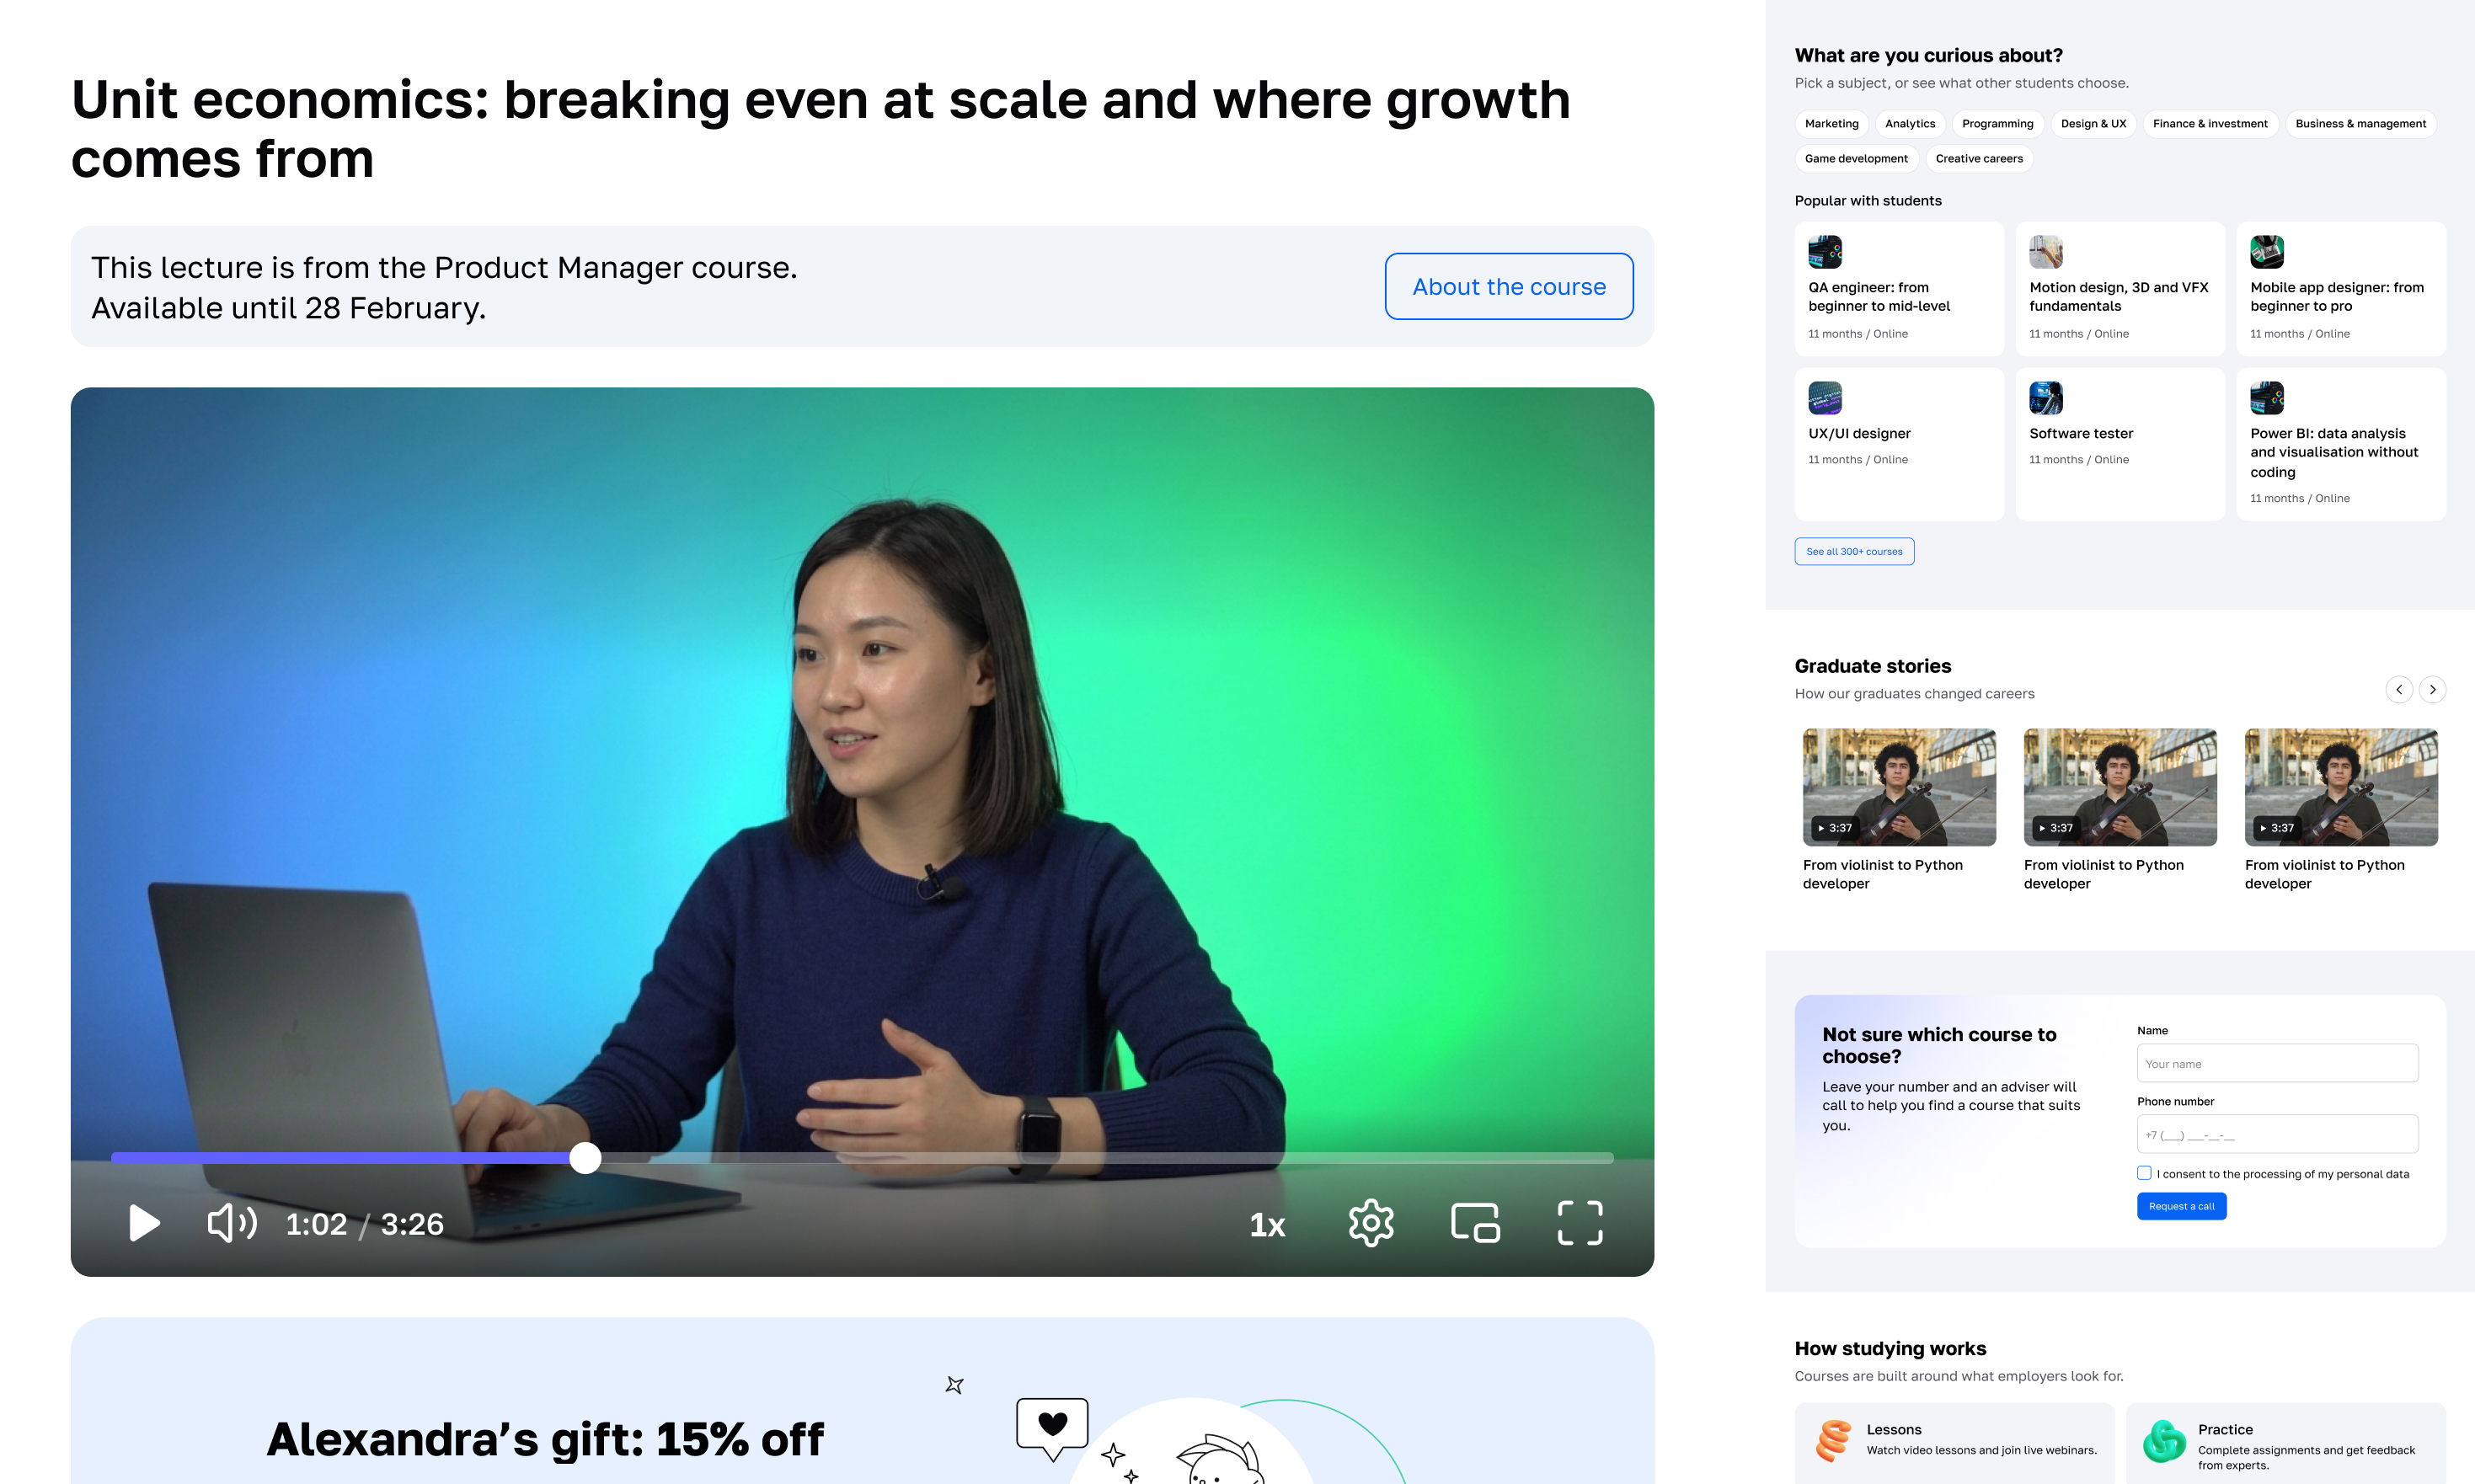 Unit economics: breaking even at scale and where growth
comes from
This lecture is from the Product Manager course.
Available until 28 February.
About the course
1:02 / 3:26
1x
Alexandra’s gift: 15% off
What are you curious about?
Pick a subject, or see what other students choose.
Marketing
Analytics
Programming
Design & UX
Finance & investment
Business & management
Game development
Creative careers
Popular with students
QA engineer: from
beginner to mid-level
11 months / Online
Motion design, 3D and VFX
fundamentals
11 months / Online
Mobile app designer: from
beginner to pro
11 months / Online
UX/UI designer
11 months / Online
Software tester
11 months / Online
Power BI: data analysis
and visualisation without
coding
11 months / Online
See all 300+ courses
Graduate stories
How our graduates changed careers
3:37
From violinist to Python
developer
3:37
From violinist to Python
developer
3:37
From violinist to Python
developer
Not sure which course to
choose?
Leave your number and an adviser will
call to help you find a course that suits
you.
Name
Your name
Phone number
+7 (___) ___-__-__
I consent to the processing of my personal data
Request a call
How studying works
Courses are built around what employers look for.
Lessons
Watch video lessons and join live webinars.
Practice
Complete assignments and get feedback
from experts.